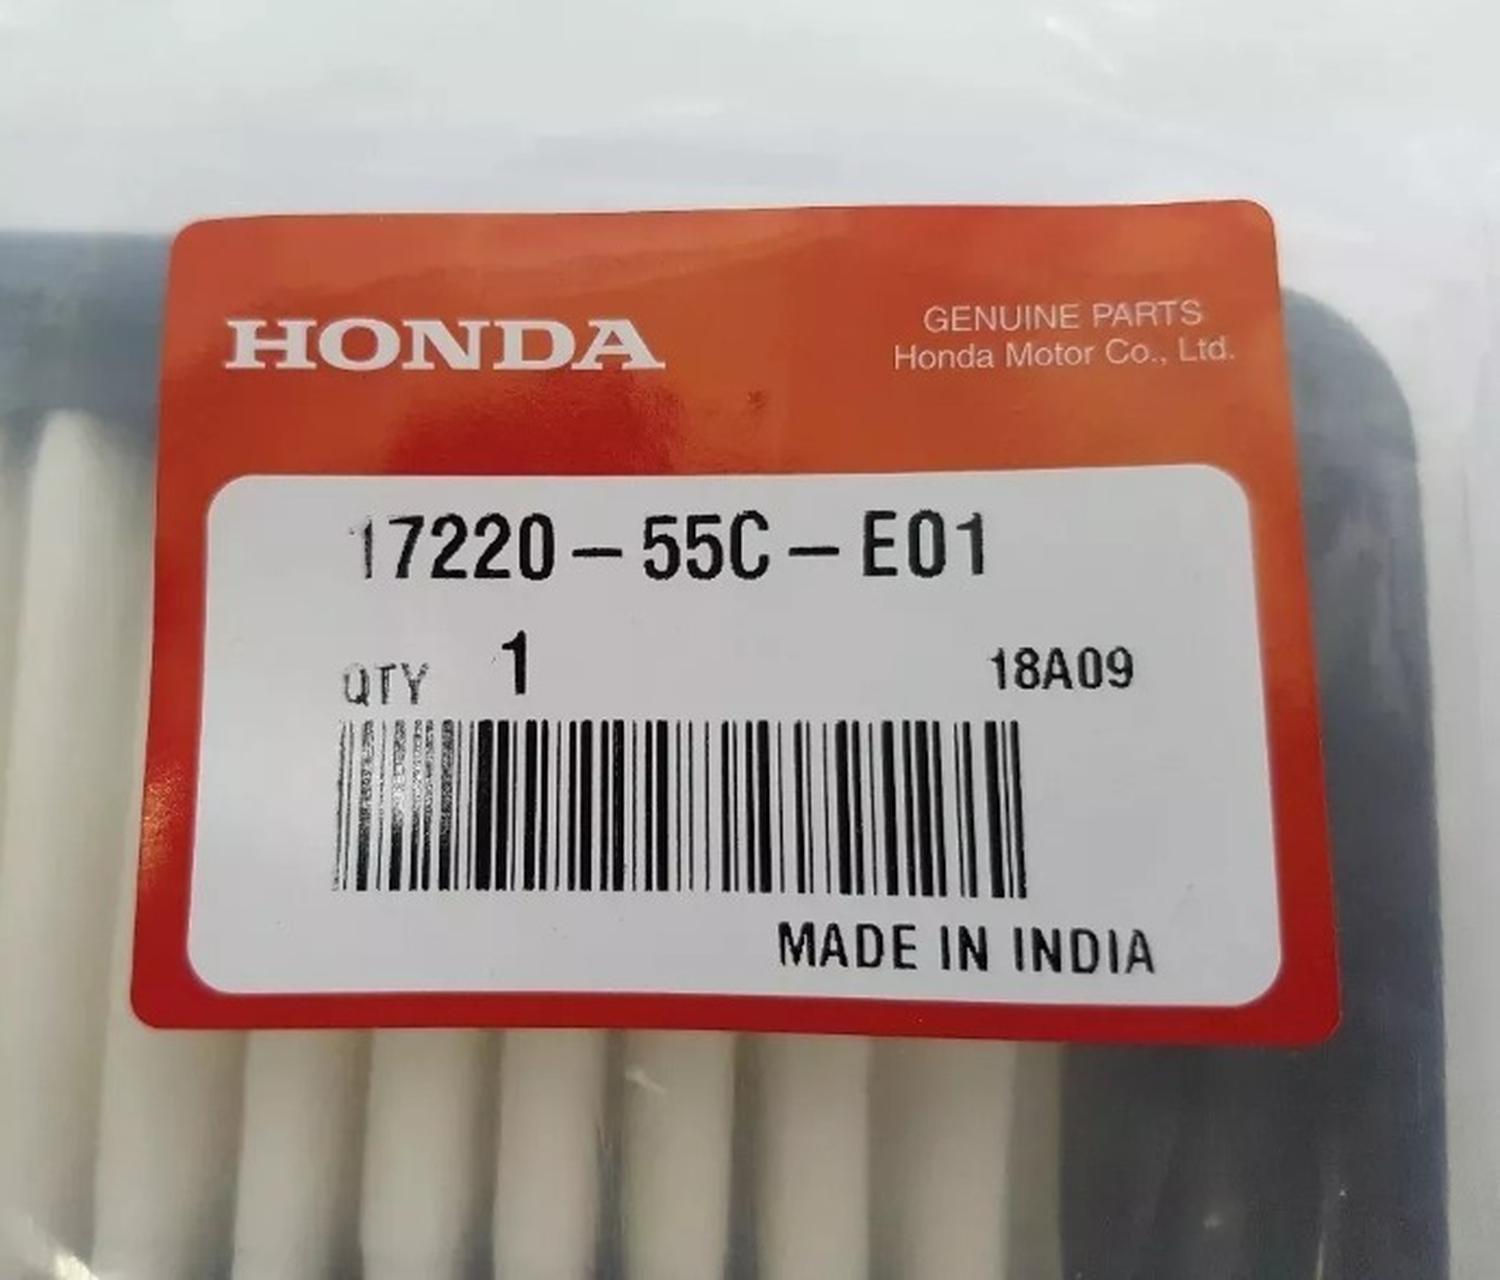 HONDA
GENUINE PARTS
Honda Motor Co., Ltd.
17220-55C-E01
QTY 1
18A09
MADE IN INDIA